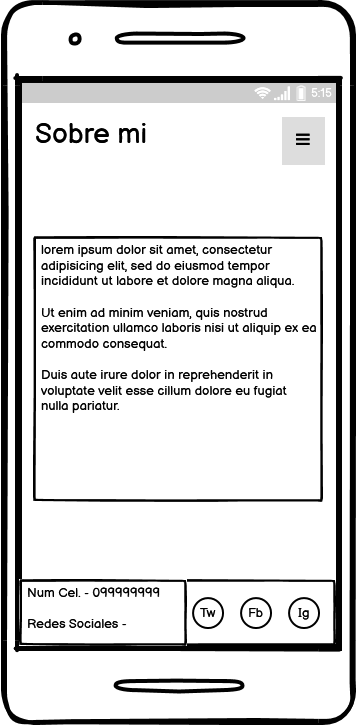 5:15
Sobre mi
lorem ipsum dolor sit amet, consectetur
adipisicing elit, sed do eiusmod tempor
incididunt ut labore et dolore magna aliqua.
Ut enim ad minim veniam, quis nostrud
exercitation ullamco laboris nisi ut aliquip ex ea
commodo consequat.
Duis aute irure dolor in reprehenderit in
voluptate velit esse cillum dolore eu fugiat
nulla pariatur.
Num Cel. - 099999999
Redes Sociales -
Tw Fb Ig